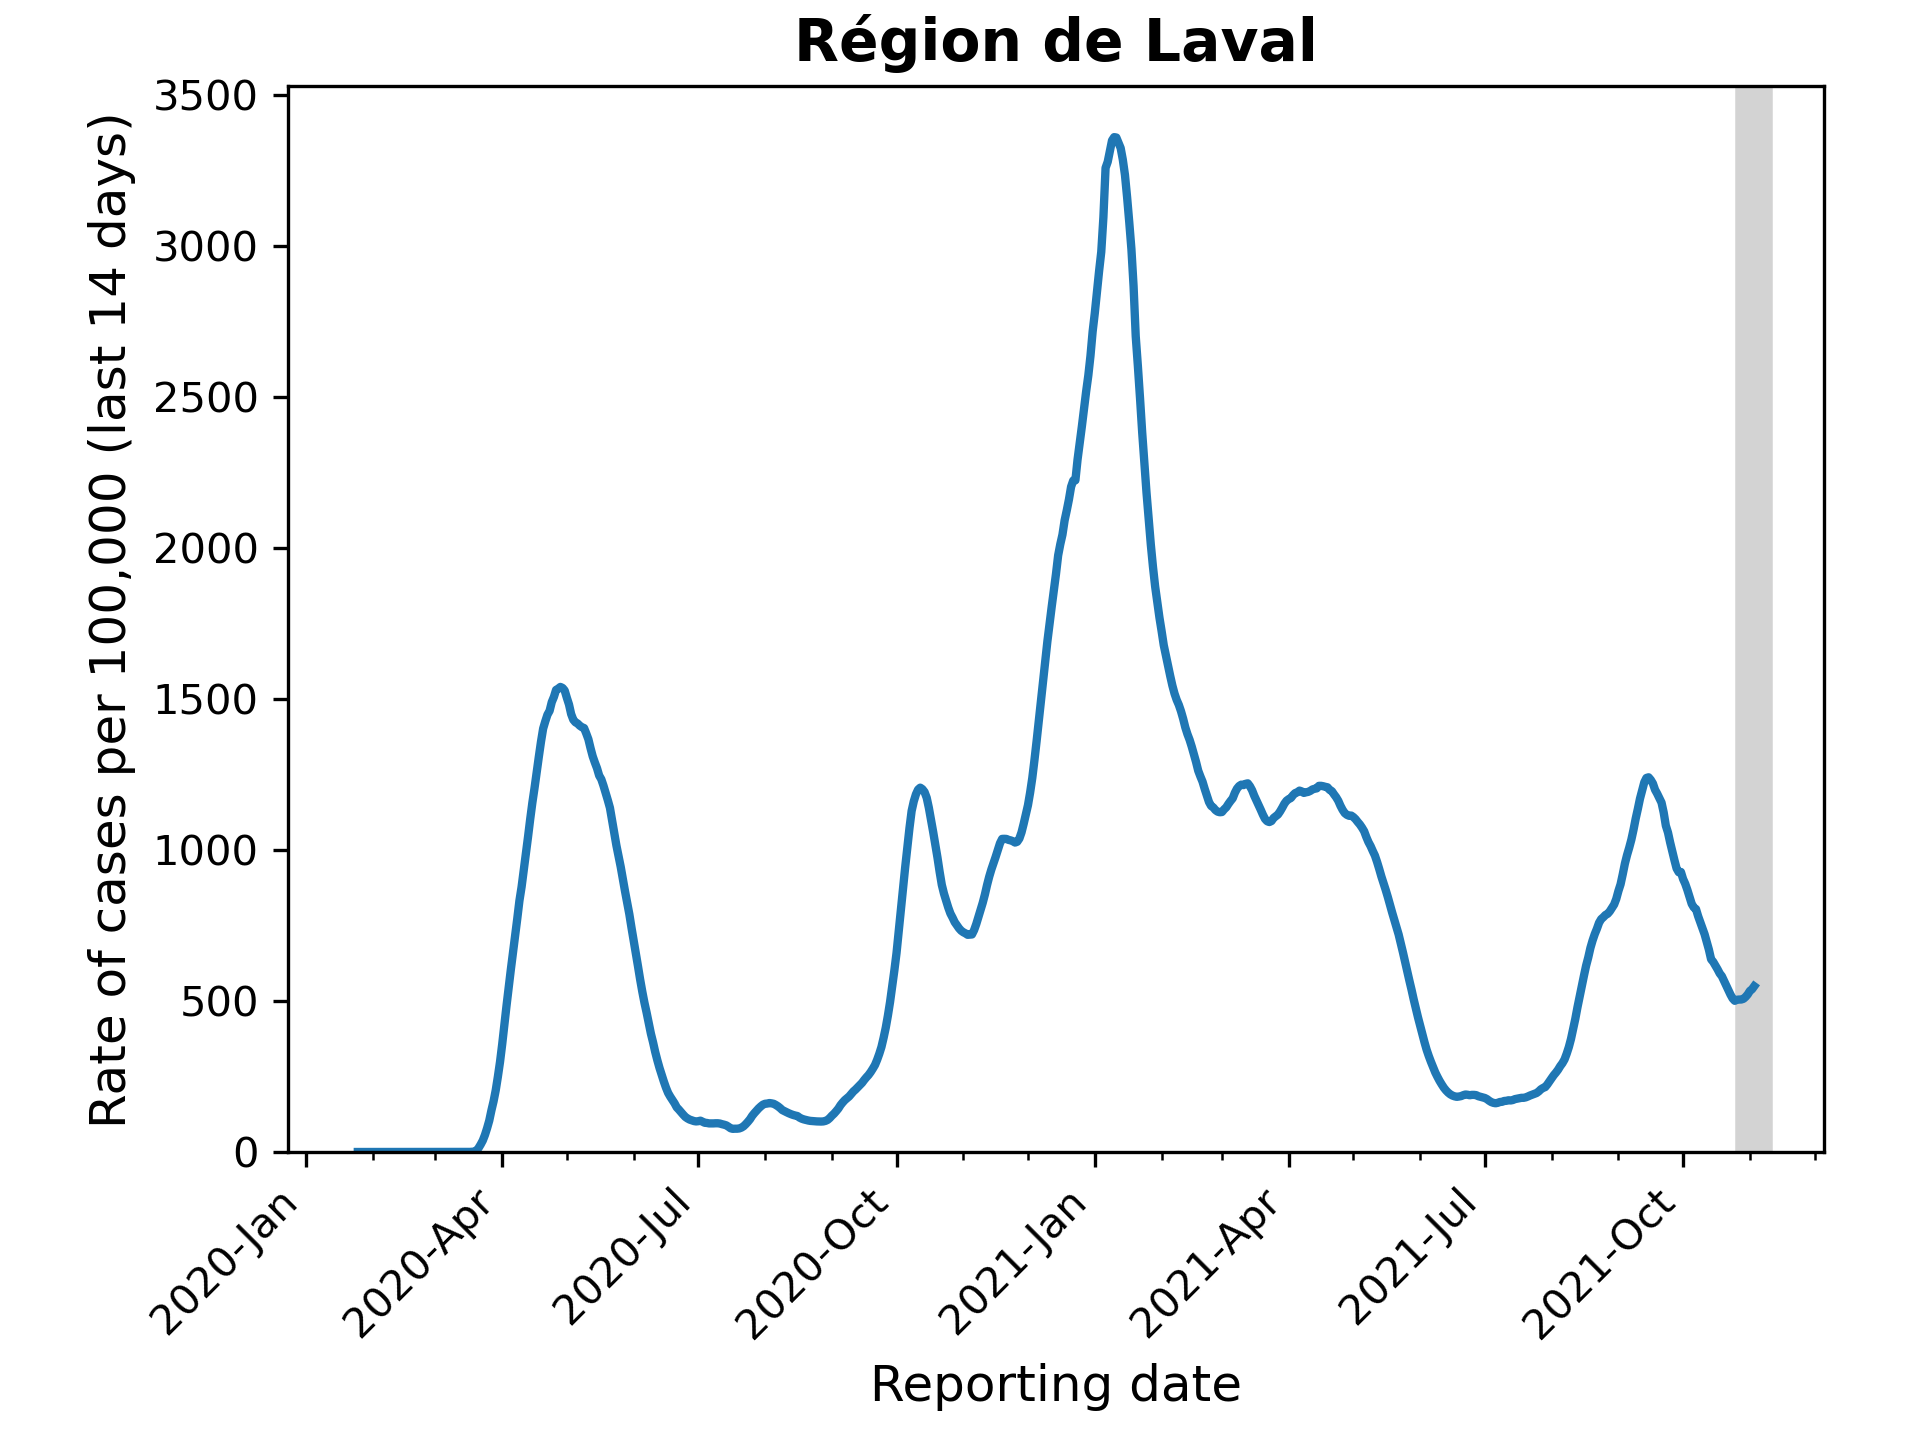 Région de Laval
Rate of cases per 100,000 (last 14 days)
3500
3000
2500
2000
1500
1000
500
0
2020-Jan
2020-Apr
2020-Jul
2020-Oct
2021-Jan
2021-Apr
2021-Jul
2021-Oct
Reporting date